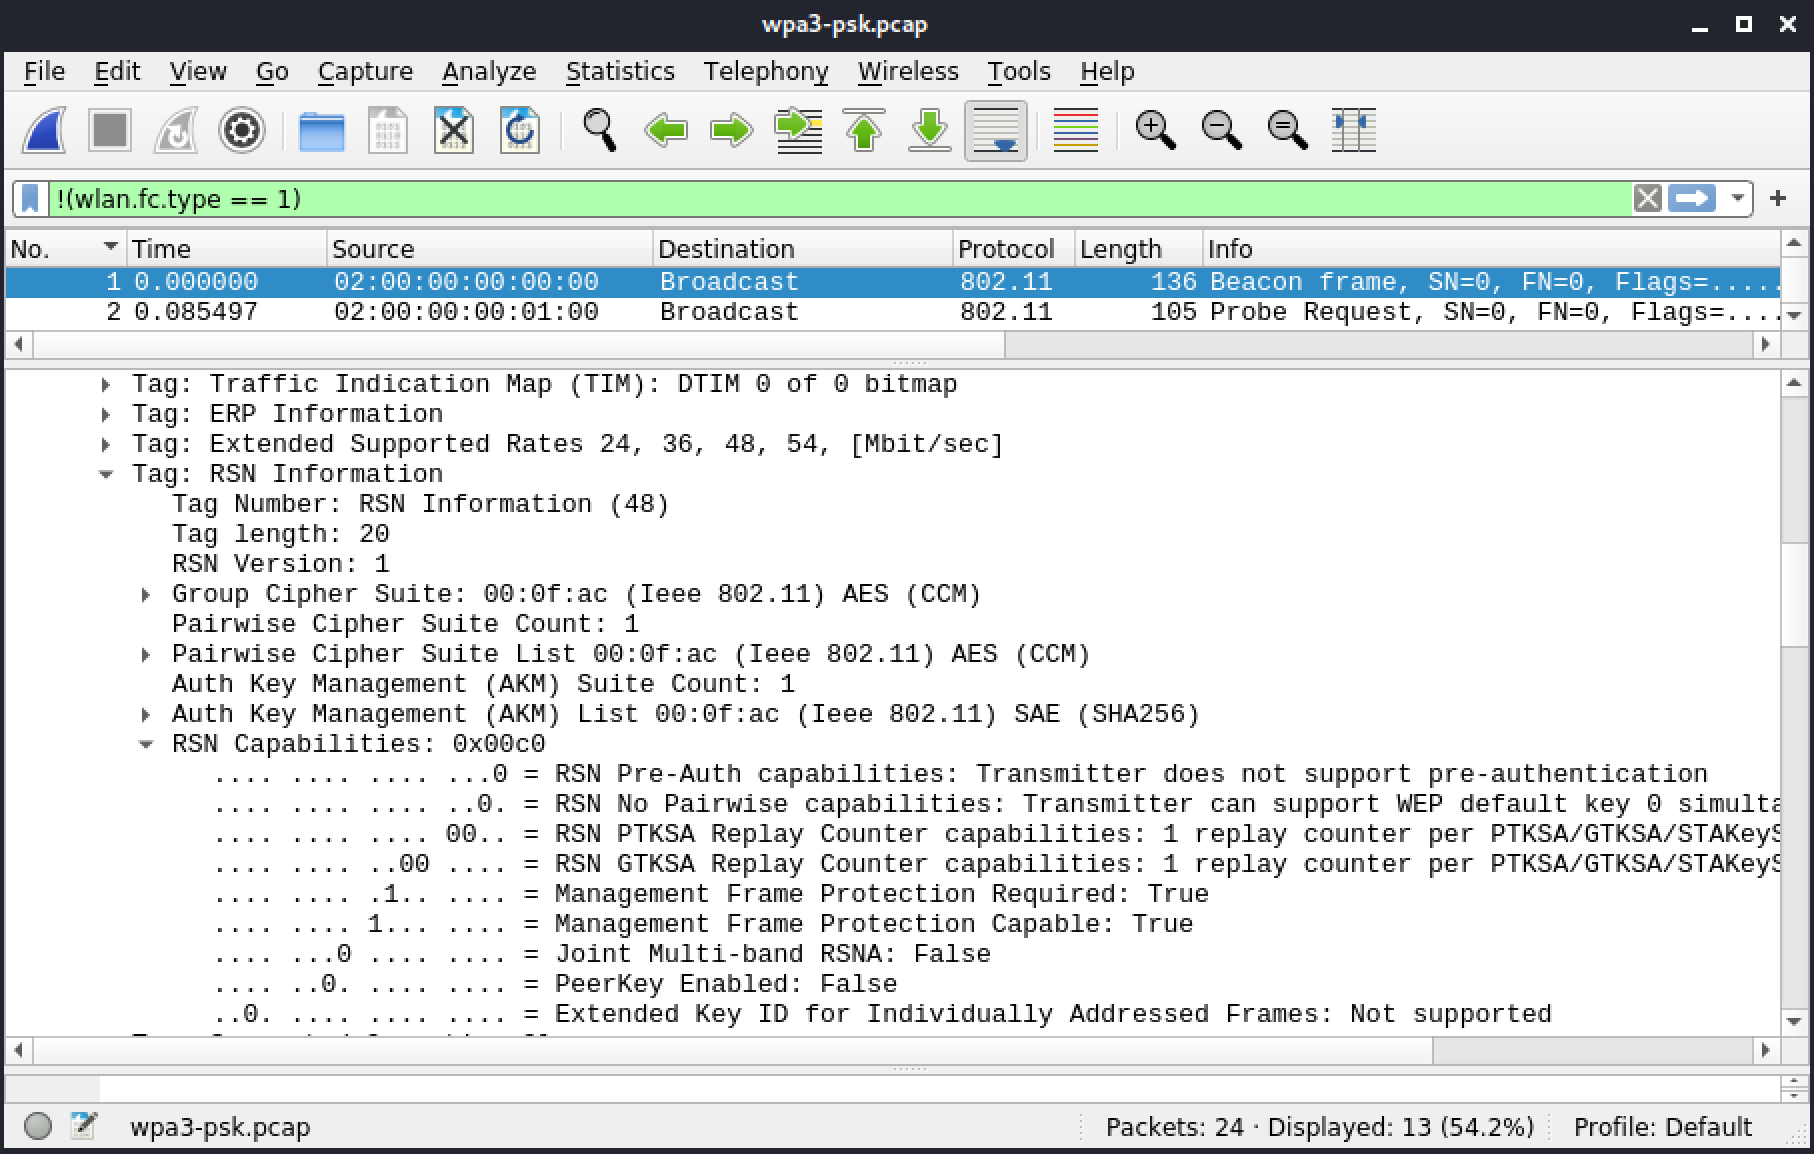 wpa3-psk.pcap
File Edit View Go Capture Analyze Statistics Telephony Wireless Tools Help
!(wlan.fc.type == 1)
No. Time Source Destination Protocol Length Info
1 0.000000 02:00:00:00:00:00 Broadcast 802.11 136 Beacon frame, SN=0, FN=0, Flags=.....
2 0.085497 02:00:00:00:01:00 Broadcast 802.11 105 Probe Request, SN=0, FN=0, Flags=....
Tag: Traffic Indication Map (TIM): DTIM 0 of 0 bitmap
Tag: ERP Information
Tag: Extended Supported Rates 24, 36, 48, 54, [Mbit/sec]
Tag: RSN Information
Tag Number: RSN Information (48)
Tag length: 20
RSN Version: 1
Group Cipher Suite: 00:0f:ac (Ieee 802.11) AES (CCM)
Pairwise Cipher Suite Count: 1
Pairwise Cipher Suite List 00:0f:ac (Ieee 802.11) AES (CCM)
Auth Key Management (AKM) Suite Count: 1
Auth Key Management (AKM) List 00:0f:ac (Ieee 802.11) SAE (SHA256)
RSN Capabilities: 0x00c0
.... .... .... ...0 = RSN Pre-Auth capabilities: Transmitter does not support pre-authentication
.... .... .... ..0. = RSN No Pairwise capabilities: Transmitter can support WEP default key 0 simulta
.... .... .... 00.. = RSN PTKSA Replay Counter capabilities: 1 replay counter per PTKSA/GTKSA/STAKeyS
.... .... ..00 .... = RSN GTKSA Replay Counter capabilities: 1 replay counter per PTKSA/GTKSA/STAKeyS
.... .... .1.. .... = Management Frame Protection Required: True
.... .... 1... .... = Management Frame Protection Capable: True
.... ...0 .... .... = Joint Multi-band RSNA: False
.... ..0. .... .... = PeerKey Enabled: False
..0. .... .... .... = Extended Key ID for Individually Addressed Frames: Not supported
wpa3-psk.pcap Packets: 24 · Displayed: 13 (54.2%) Profile: Default